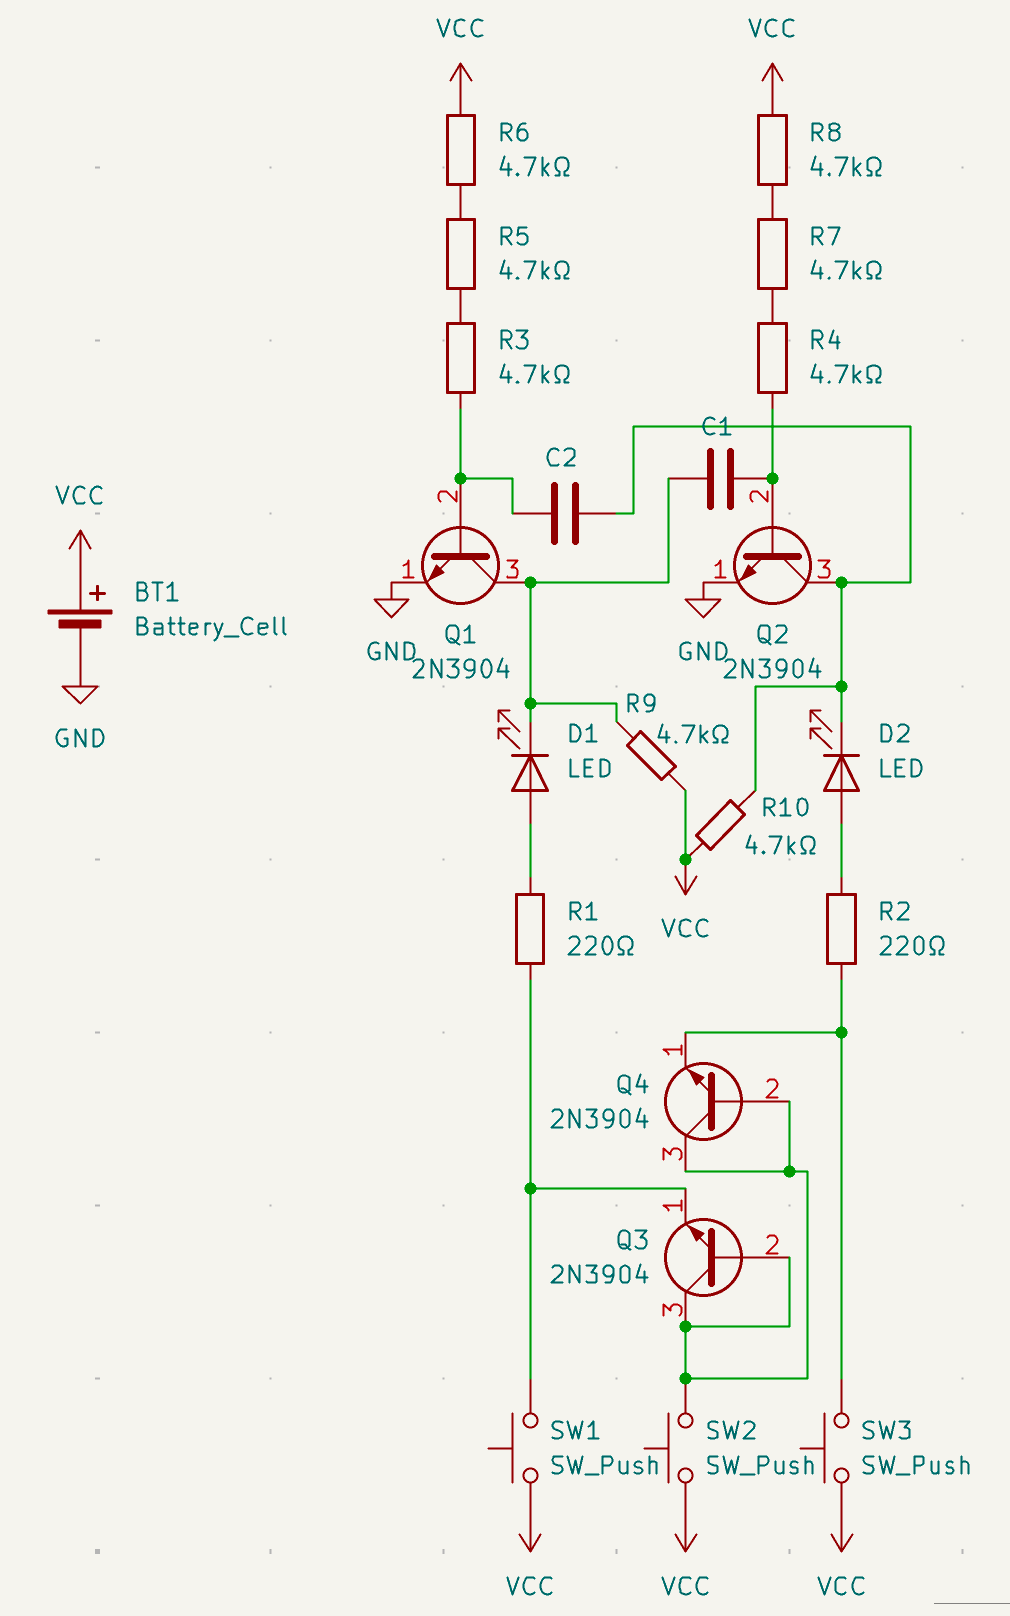 VCC
VCC
R6
4.7kΩ
R8
4.7kΩ
R5
4.7kΩ
R7
4.7kΩ
R3
4.7kΩ
R4
4.7kΩ
C1
C2
VCC
2
2
1
3
1
3
BT1
Battery_Cell
GND
Q1
2N3904
GND
Q2
2N3904
GND
R9
4.7kΩ
D1
LED
D2
LED
R10
4.7kΩ
R1
220Ω
VCC
R2
220Ω
1
Q4
2N3904
2
3
1
Q3
2N3904
2
3
SW1
SW_Push
SW2
SW_Push
SW3
SW_Push
VCC
VCC
VCC